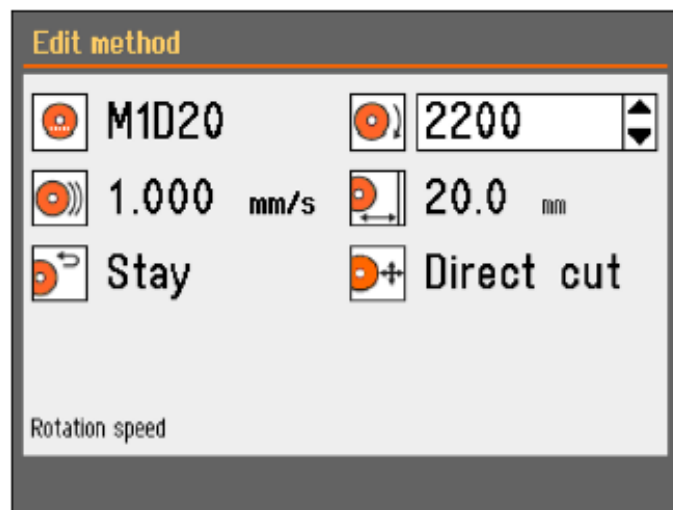 Edit method
M1D20 2200
1.000 mm/s 20.0 mm
Stay Direct cut
Rotation speed